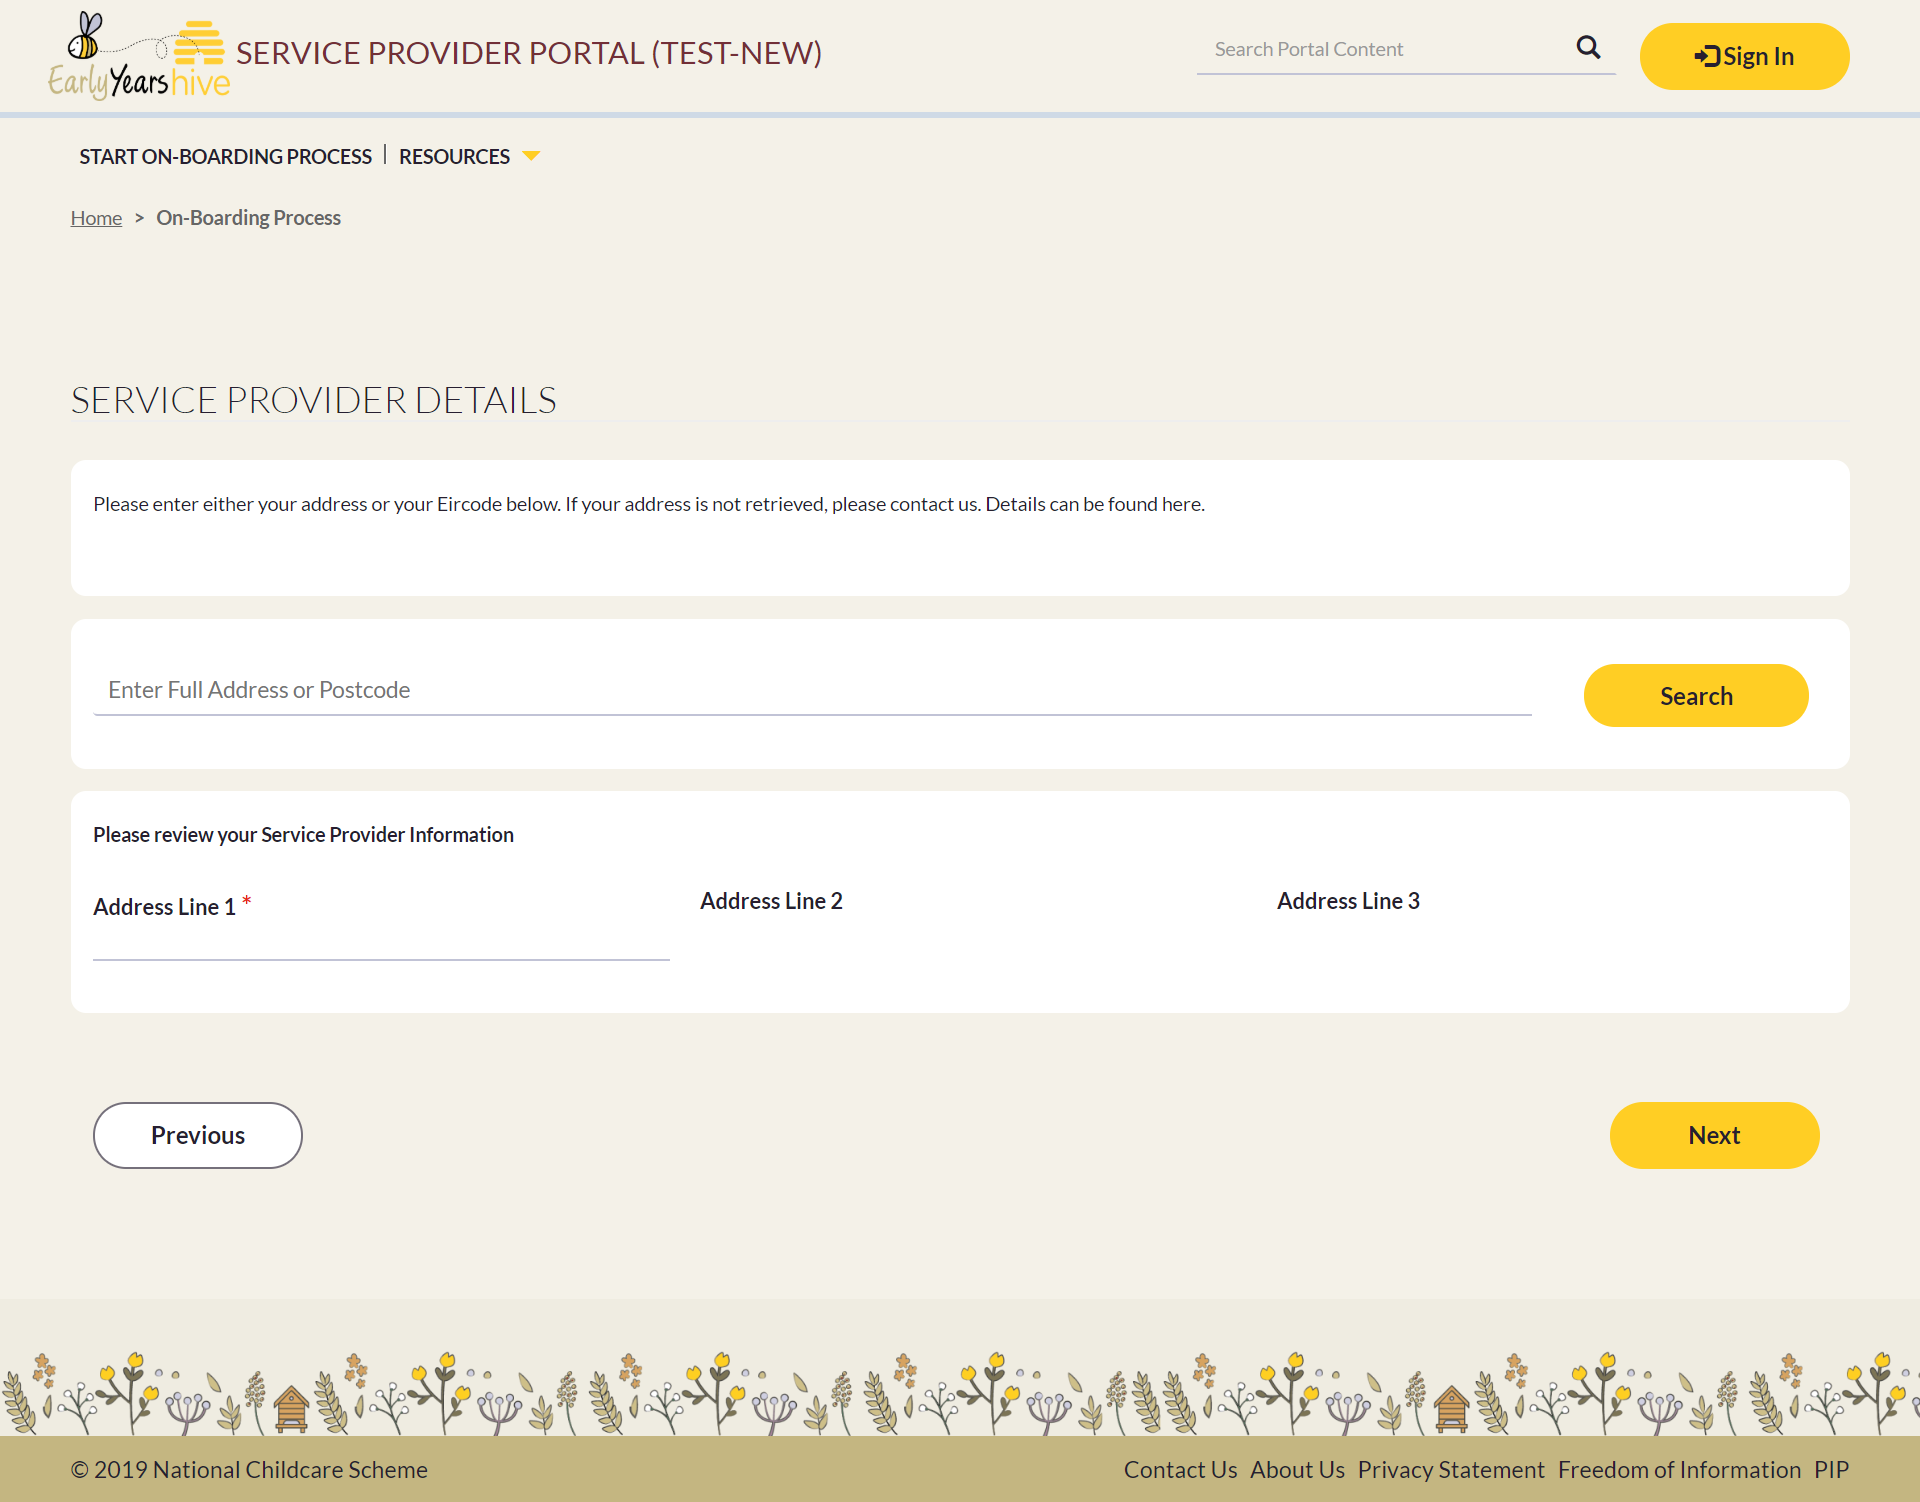 EarlyYearshive
SERVICE PROVIDER PORTAL (TEST-NEW)
Search Portal Content
Sign In
START ON-BOARDING PROCESS
RESOURCES
Home > On-Boarding Process
SERVICE PROVIDER DETAILS
Please enter either your address or your Eircode below. If your address is not retrieved, please contact us. Details can be found here.
Enter Full Address or Postcode
Search
Please review your Service Provider Information
Address Line 1 *
Address Line 2
Address Line 3
Previous
Next
© 2019 National Childcare Scheme
Contact Us About Us Privacy Statement Freedom of Information PIP